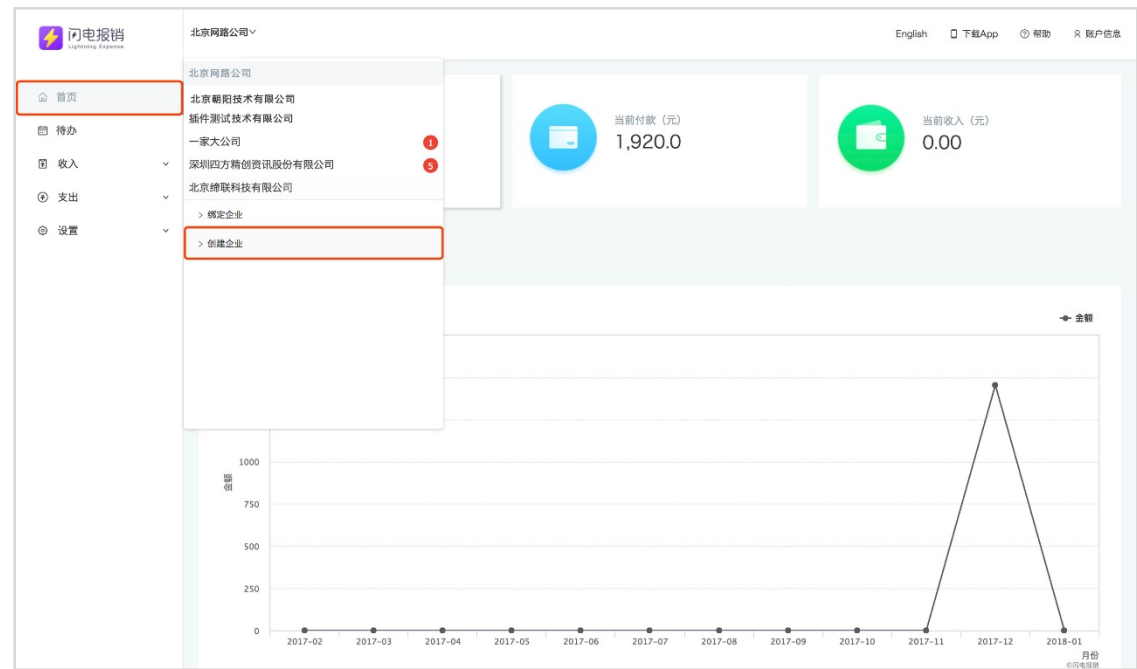 闪电报销
Lightning Expense
北京网路公司
English
下载App
帮助
账户信息
首页
待办
收入
支出
设置
北京网路公司
北京朝阳技术有限公司
插件测试技术有限公司
一家大公司
1
深圳四方精创资讯股份有限公司
5
北京缔联科技有限公司
> 绑定企业
> 创建企业
当前付款（元）
1,920.0
当前收入（元）
0.00
金额
金额
1000
750
500
250
0
2017-02 2017-03 2017-04 2017-05 2017-06 2017-07 2017-08 2017-09 2017-10 2017-11 2017-12 2018-01
月份
©闪电报销